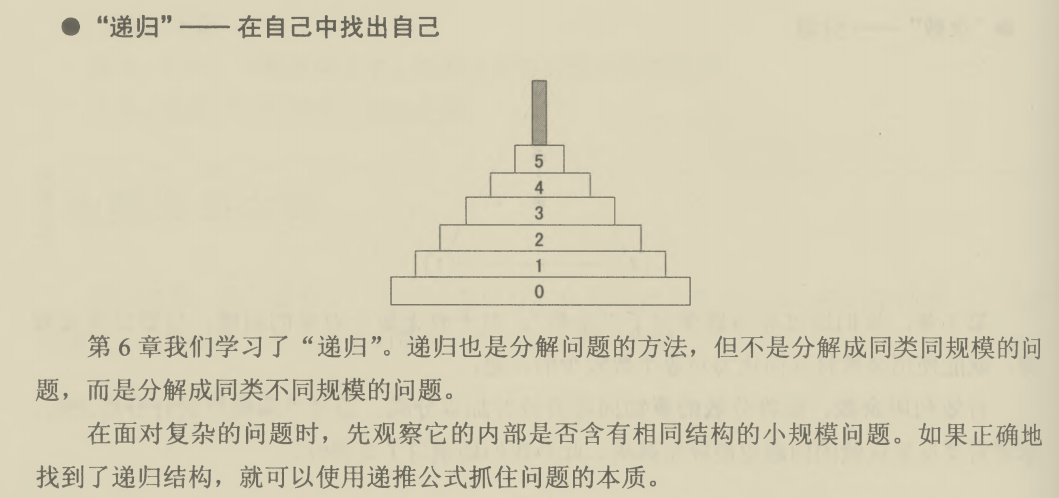 ● “递归”—— 在自己中找出自己
5
4
3
2
1
0
第 6 章我们学习了“递归”。递归也是分解问题的方法，但不是分解成同类同规模的问
题，而是分解成同类不同规模的问题。
在面对复杂的问题时，先观察它的内部是否含有相同结构的小规模问题。如果正确地
找到了递归结构，就可以使用递推公式抓住问题的本质。